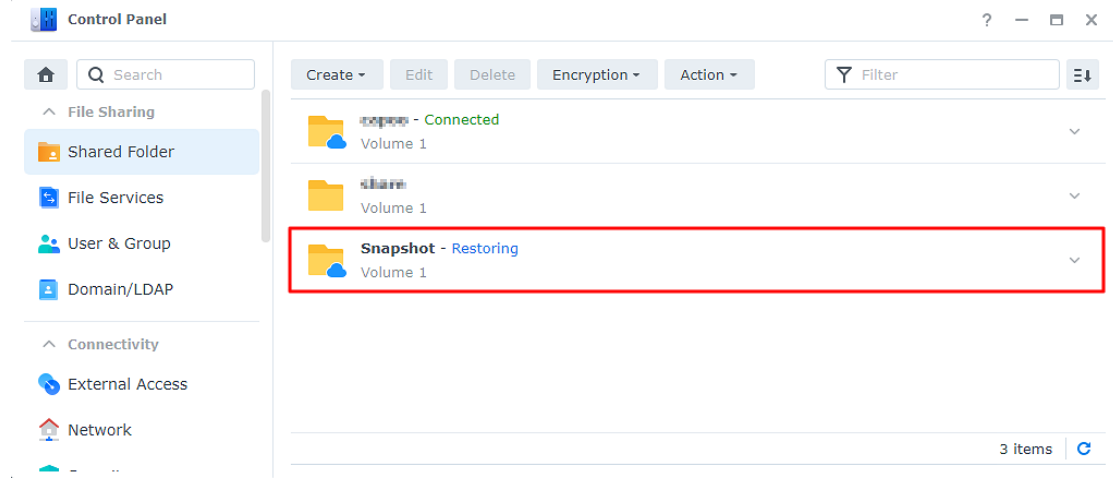 Control Panel
Search
File Sharing
Shared Folder
File Services
User & Group
Domain/LDAP
Connectivity
External Access
Network
Create Edit Delete Encryption Action Filter
- Connected
Volume 1
Volume 1
Snapshot - Restoring
Volume 1
3 items